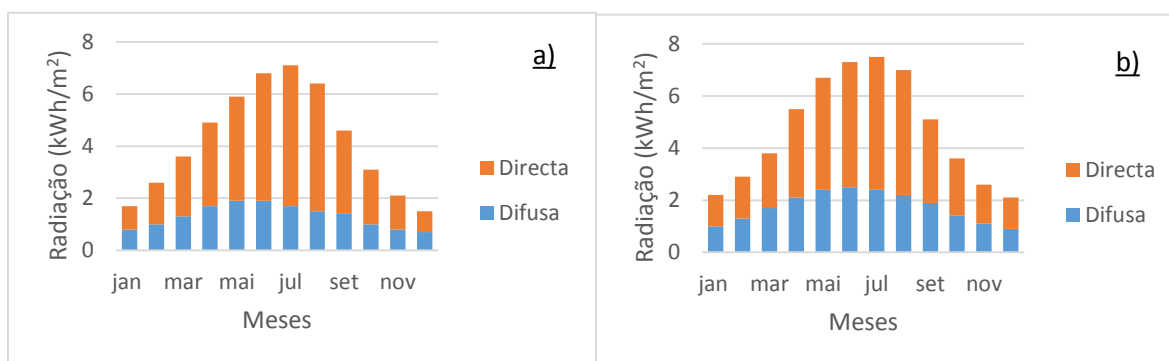 a)
8
6
4
2
0
Radiação (kWh/m²)
jan mar mai jul set nov
Meses
Directa
Difusa
b)
8
6
4
2
0
Radiação (kWh/m²)
jan mar mai jul set nov
Meses
Directa
Difusa